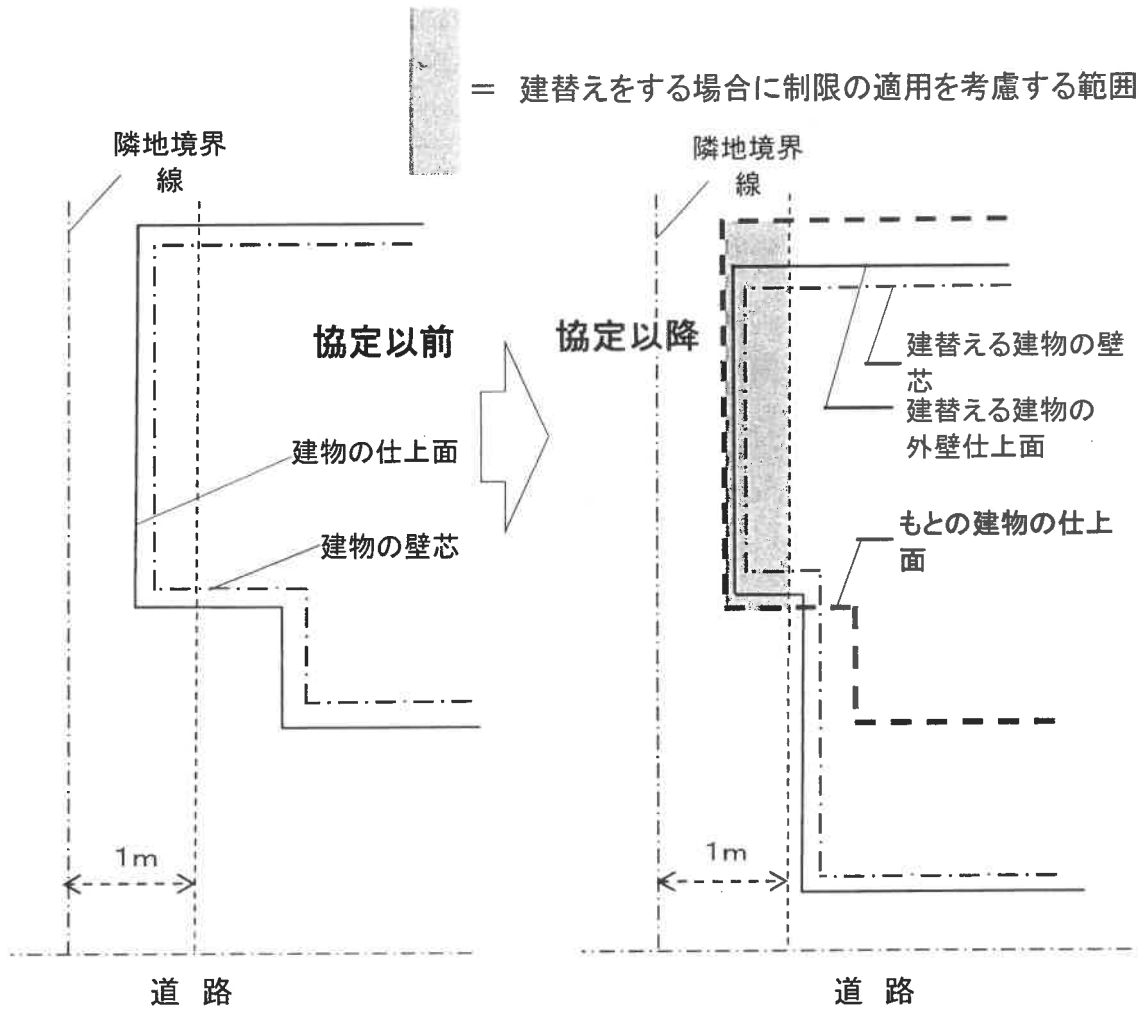 = 建替えをする場合に制限の適用を考慮する範囲
隣地境界
線
協定以前
建物の仕上面
建物の壁芯
1m
道 路
隣地境界
線
協定以降
建替える建物の壁
芯
建替える建物の
外壁仕上面
もとの建物の仕上
面
1m
道 路